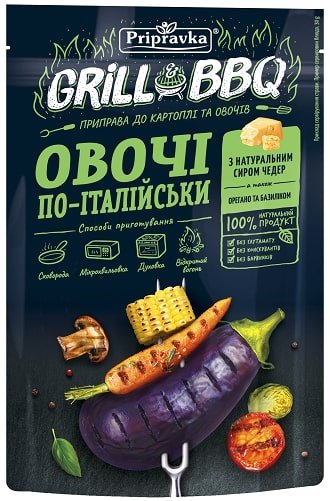 Pripravka®
GRILL & BBQ
ПРИПРАВА ДО КАРТОПЛІ ТА ОВОЧІВ
ОВОЧІ
ПО-ІТАЛІЙСЬКИ
З НАТУРАЛЬНИМ
СИРОМ ЧЕДЕР
а також
ОРЕГАНО ТА БАЗИЛІКОМ
100% НАТУРАЛЬНИЙ
ПРОДУКТ
БЕЗ ГЛУТАМАТУ
БЕЗ КОНСЕРВАНТІВ
БЕЗ БАРВНИКІВ
Способи приготування
Сковорода
Мікрохвильовка
Духовка
Відкритий
вогонь